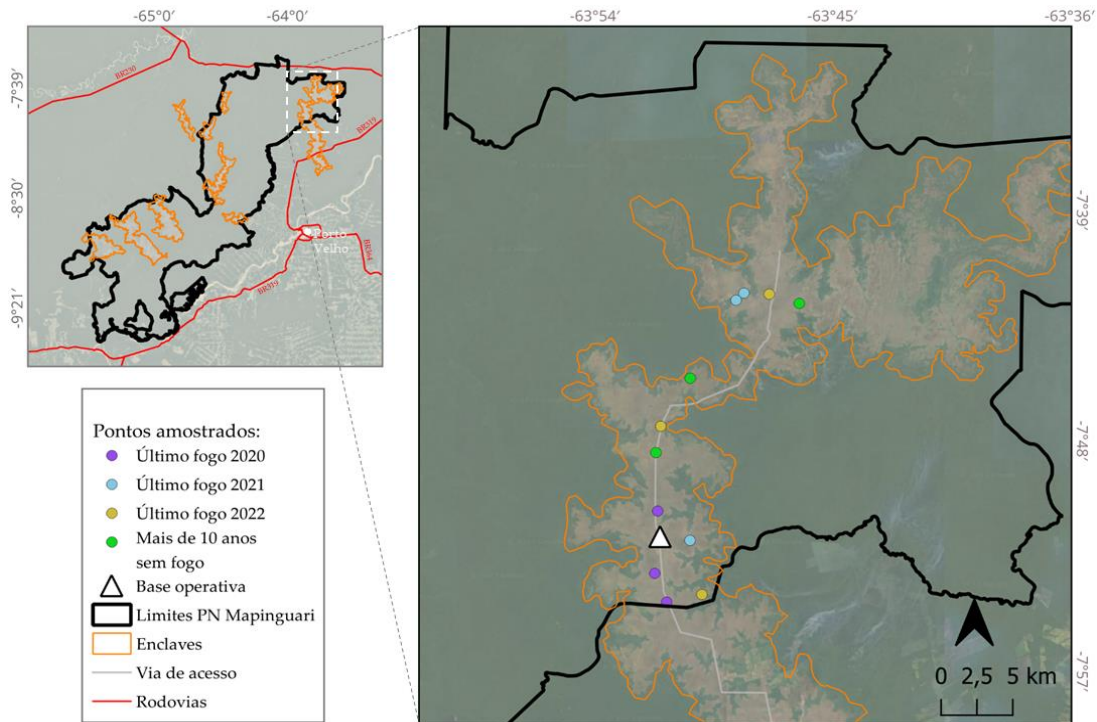 -65°0′
-64°0′
-63°54′
-63°45′
-63°36′
-7°39′
-8°30′
-9°21′
BR230
BR319
Porto
Velho
BR364
BR319
-7°39′
-7°48′
-7°57′
Pontos amostrados:
Último fogo 2020
Último fogo 2021
Último fogo 2022
Mais de 10 anos
sem fogo
Base operativa
Limites PN Mapinguari
Enclaves
Via de acesso
Rodovias
0 2,5 5 km